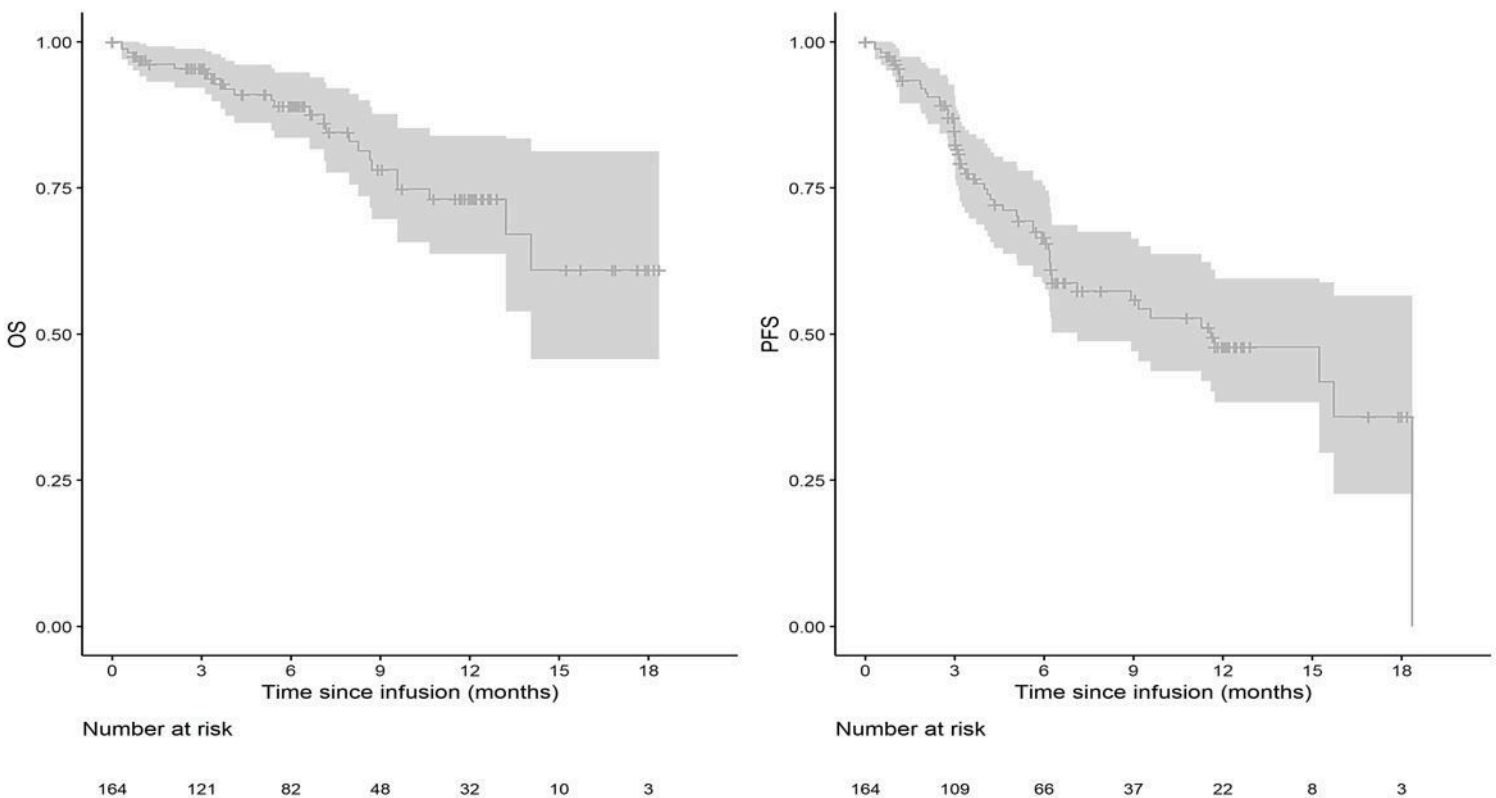 OS
1.00
0.75
0.50
0.25
0.00
0 3 6 9 12 15 18
Time since infusion (months)
Number at risk
164 121 82 48 32 10 3
PFS
1.00
0.75
0.50
0.25
0.00
0 3 6 9 12 15 18
Time since infusion (months)
Number at risk
164 109 66 37 22 8 3